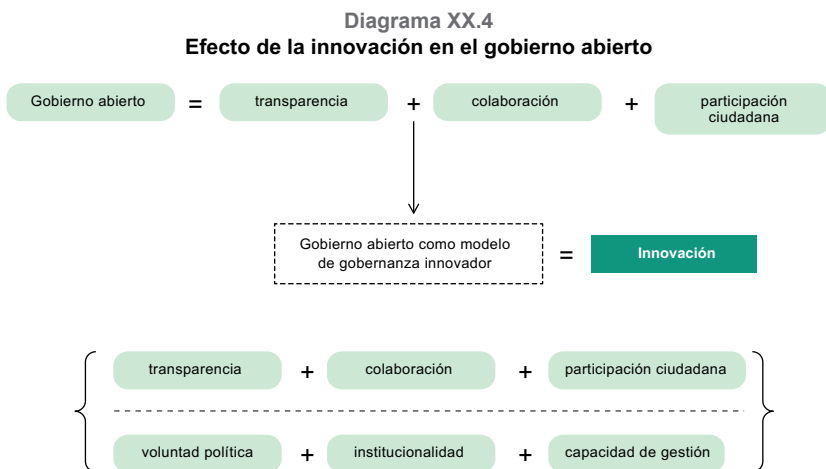 Diagrama XX.4
Efecto de la innovación en el gobierno abierto
Gobierno abierto = transparencia + colaboración + participación
ciudadana
Gobierno abierto como modelo
de gobernanza innovador
= Innovación
transparencia + colaboración + participación ciudadana
voluntad política + institucionalidad + capacidad de gestión